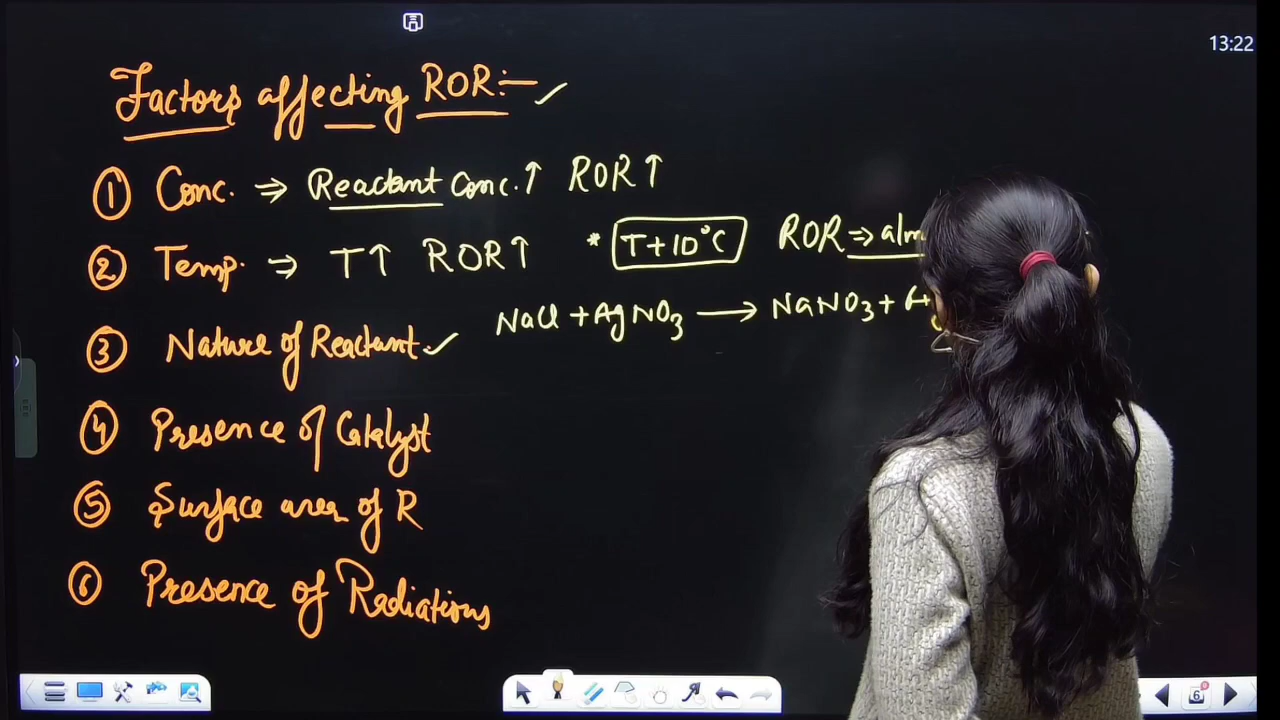 13:22
Factors affecting ROR:-
① Conc. ⇒ Reactant Conc.↑ ROR↑
② Temp. ⇒ T↑ ROR↑ * T+10°C ROR ⇒
NaCl + AgNO₃ ⟶ NaNO₃ +
③ Nature of Reactant.
④ Presence of Catalyst
⑤ Surface area of R
⑥ Presence of Radiations
6